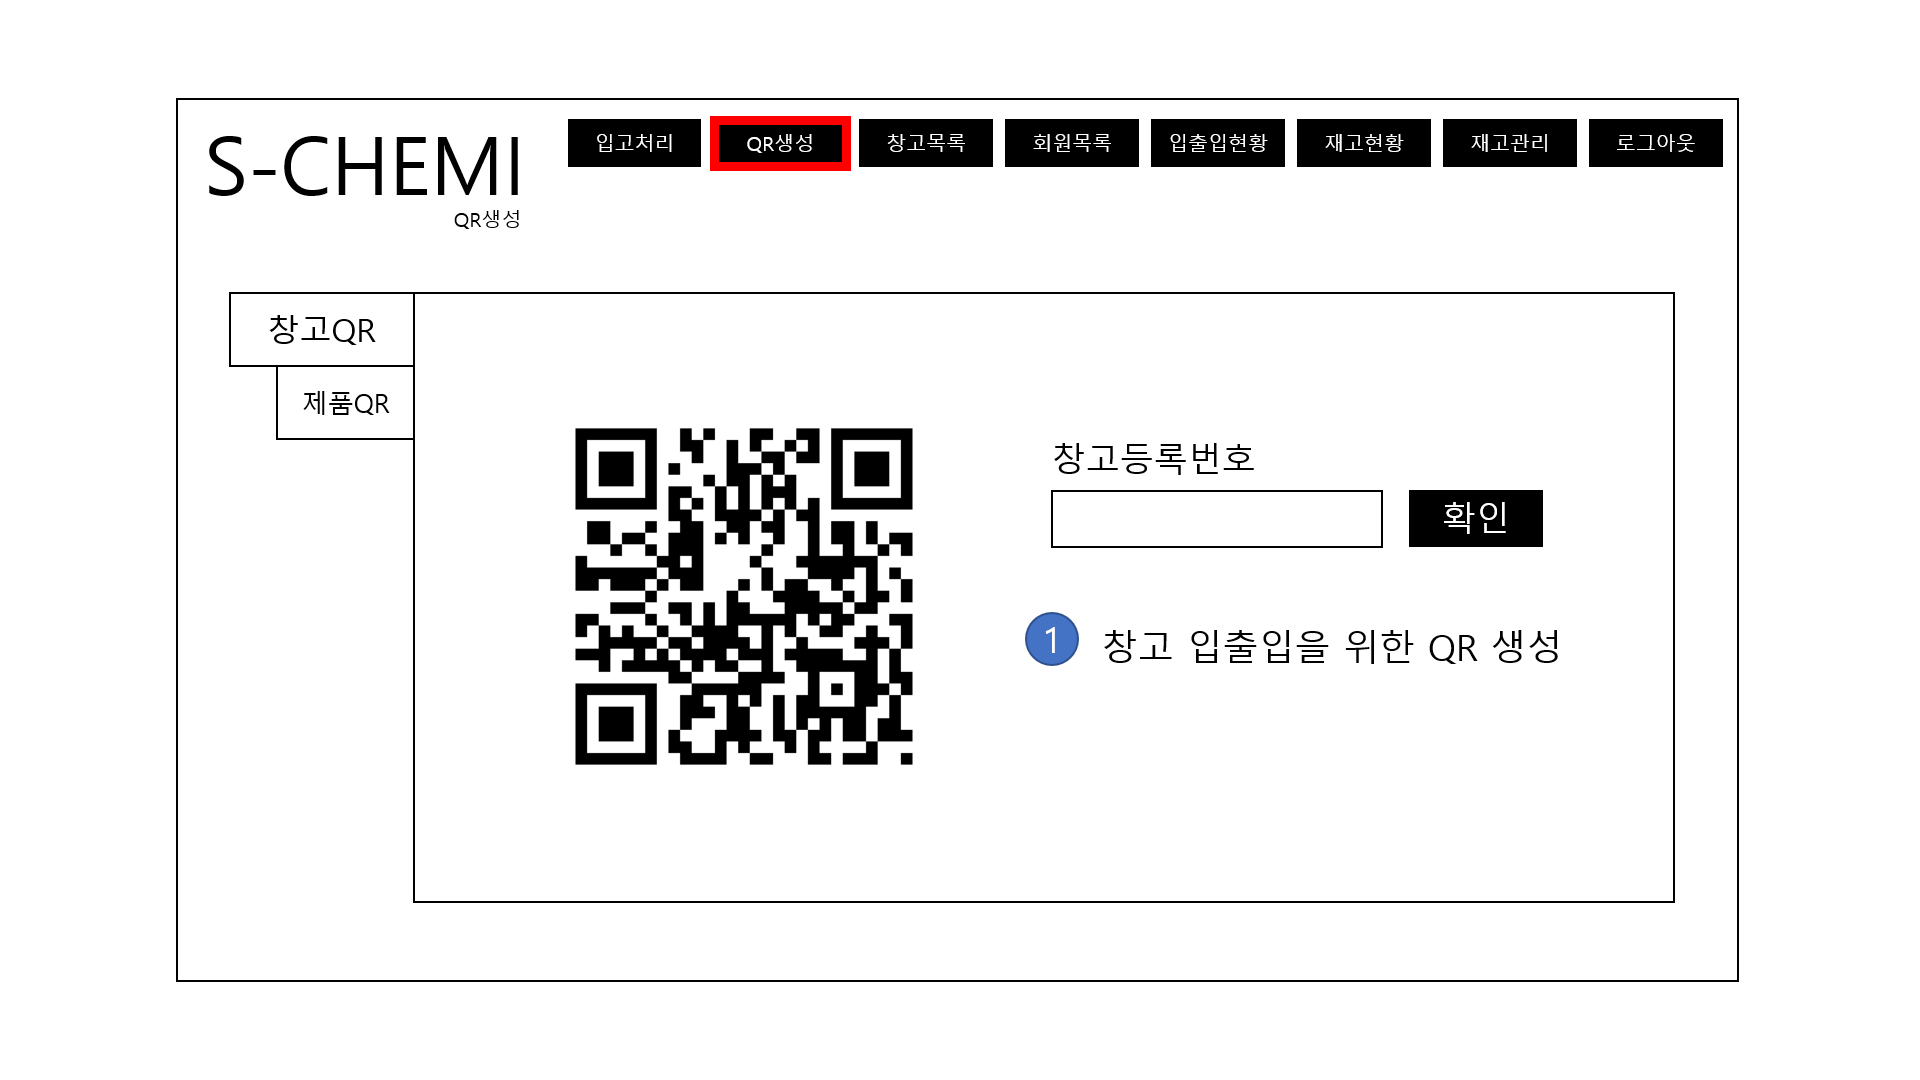 S-CHEMI
QR생성
입고처리
QR생성
창고목록
회원목록
입출입현황
재고현황
재고관리
로그아웃
창고QR
제품QR
창고등록번호
확인
1 창고 입출입을 위한 QR 생성